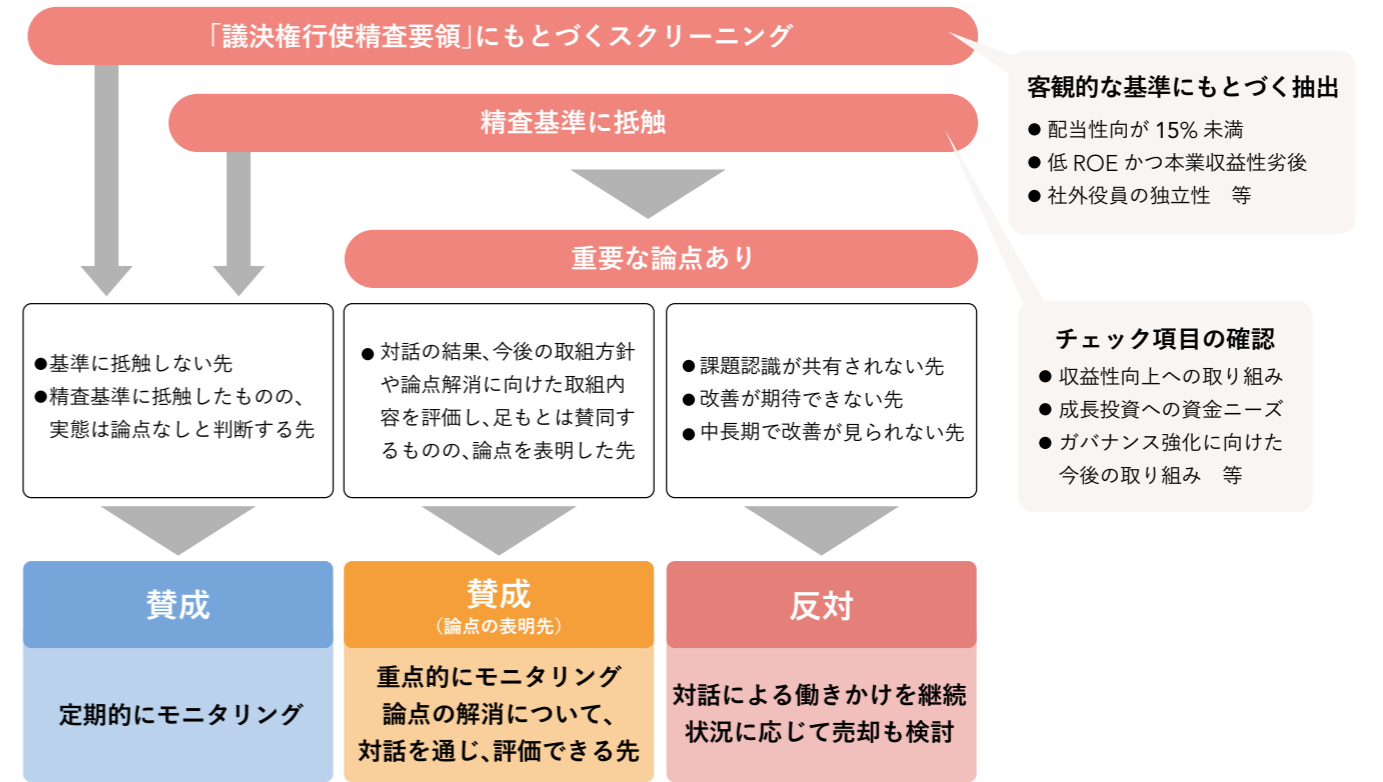 「議決権行使精査要領」にもとづくスクリーニング
客観的な基準にもとづく抽出
● 配当性向が 15% 未満
● 低 ROE かつ本業収益性劣後
● 社外役員の独立性　等
精査基準に抵触
重要な論点あり
●基準に抵触しない先
●精査基準に抵触したものの、
実態は論点なしと判断する先
● 対話の結果、今後の取組方針
や論点解消に向けた取組内
容を評価し、足もとは賛同す
るものの、論点を表明した先
● 課題認識が共有されない先
● 改善が期待できない先
● 中長期で改善が見られない先
チェック項目の確認
● 収益性向上への取り組み
● 成長投資への資金ニーズ
● ガバナンス強化に向けた
今後の取り組み　等
賛成
定期的にモニタリング
賛成
（論点の表明先）
重点的にモニタリング
論点の解消について、
対話を通じ、評価できる先
反対
対話による働きかけを継続
状況に応じて売却も検討